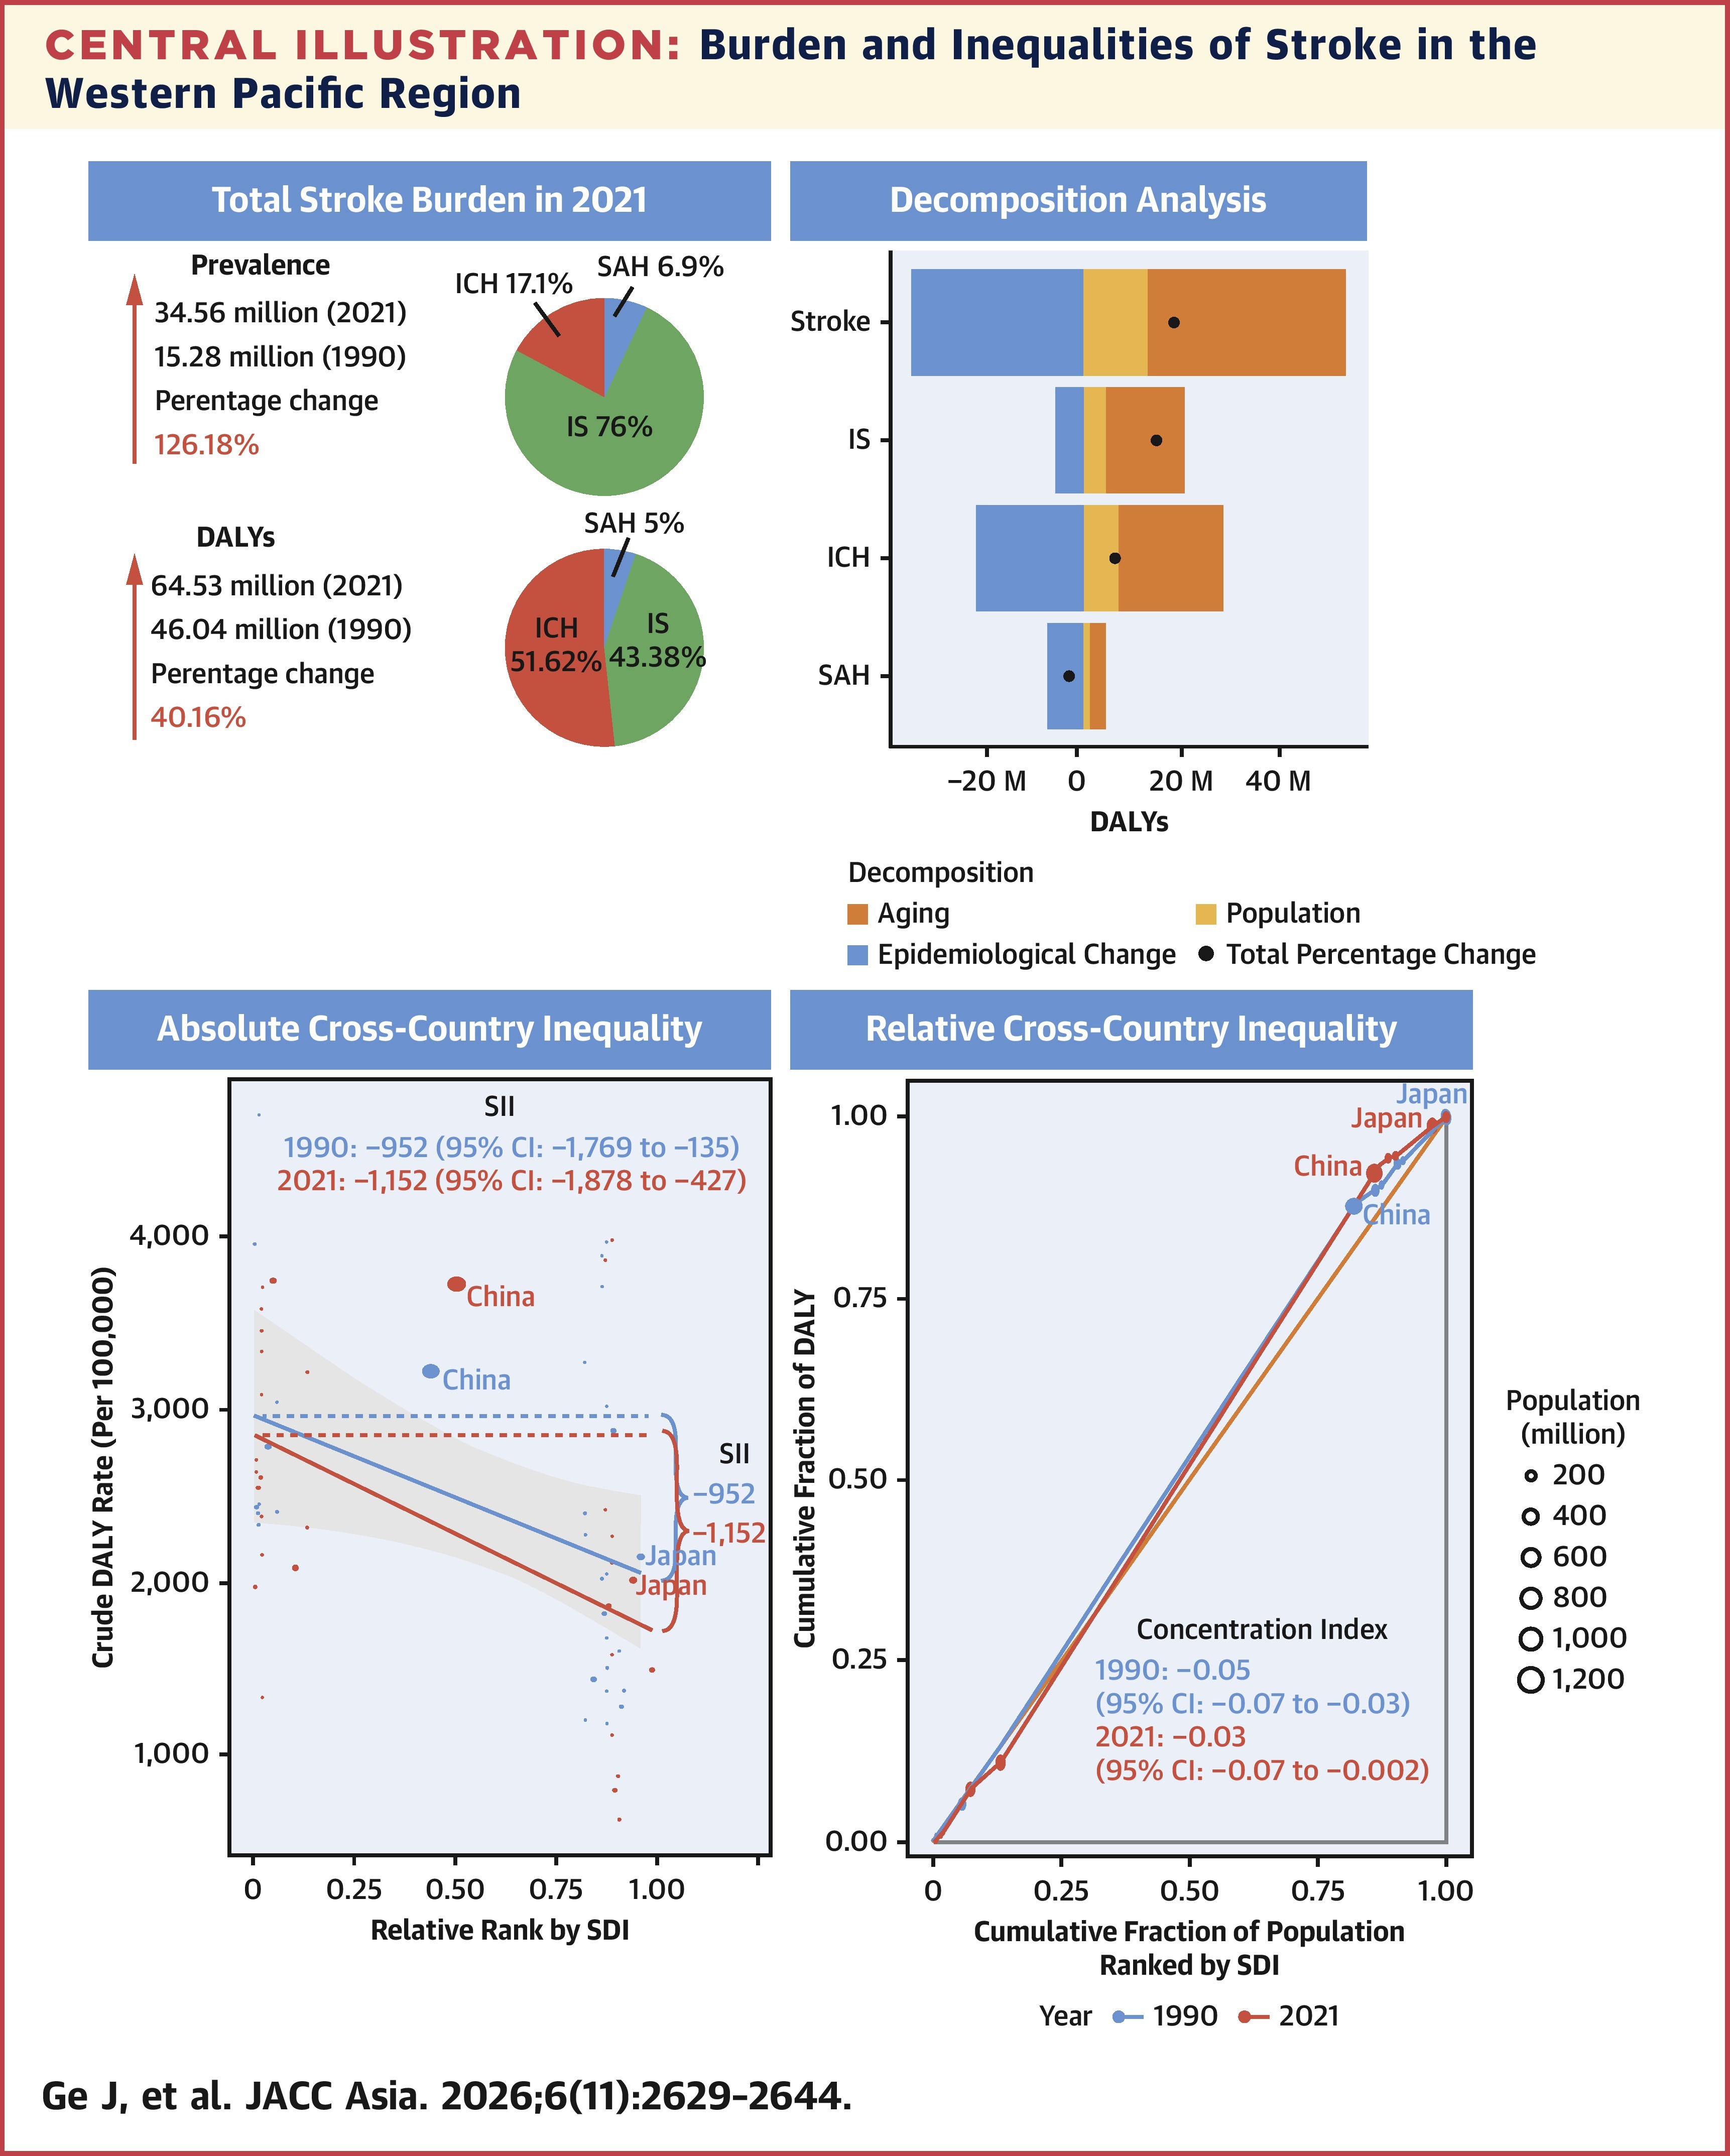 CENTRAL ILLUSTRATION: Burden and Inequalities of Stroke in the
Western Pacific Region
Total Stroke Burden in 2021
Prevalence
34.56 million (2021)
15.28 million (1990)
Perentage change
126.18%
ICH 17.1%
SAH 6.9%
IS 76%
DALYs
64.53 million (2021)
46.04 million (1990)
Perentage change
40.16%
SAH 5%
ICH
51.62%
IS
43.38%
Decomposition Analysis
Stroke
IS
ICH
SAH
−20 M 0 20 M 40 M
DALYs
Decomposition
Aging
Population
Epidemiological Change
Total Percentage Change
Absolute Cross-Country Inequality
SII
1990: −952 (95% CI: −1,769 to −135)
2021: −1,152 (95% CI: −1,878 to −427)
Crude DALY Rate (Per 100,000)
4,000
3,000
2,000
1,000
China
China
SII
−952
−1,152
Japan
Japan
0 0.25 0.50 0.75 1.00
Relative Rank by SDI
Relative Cross-Country Inequality
Cumulative Fraction of DALY
1.00
0.75
0.50
0.25
0.00
Japan
Japan
China
China
Concentration Index
1990: −0.05
(95% CI: −0.07 to −0.03)
2021: −0.03
(95% CI: −0.07 to −0.002)
0 0.25 0.50 0.75 1.00
Cumulative Fraction of Population
Ranked by SDI
Year 1990 2021
Population
(million)
200
400
600
800
1,000
1,200
Ge J, et al. JACC Asia. 2026;6(11):2629-2644.